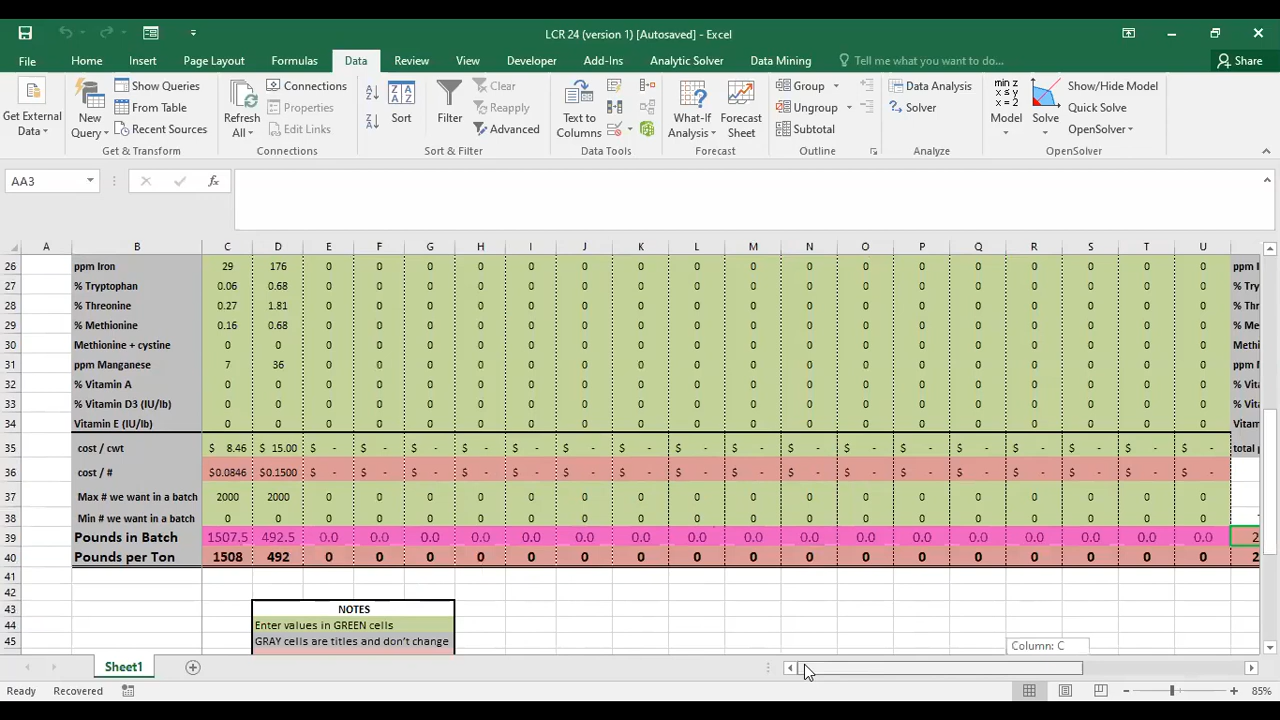 LCR 24 (version 1) [Autosaved] - Excel
File Home Insert Page Layout Formulas Data Review View Developer Add-Ins Analytic Solver Data Mining Tell me what you want to do... Share
Get External Data
New Query
Show Queries
From Table
Recent Sources
Get & Transform
Refresh All
Connections
Properties
Edit Links
Connections
Sort
Filter
Clear
Reapply
Advanced
Sort & Filter
Text to Columns
Data Tools
What-If Analysis
Forecast Sheet
Forecast
Group
Ungroup
Subtotal
Outline
Data Analysis
Solver
Analyze
min z
x ≤ y
x = 2
Model
Solve
Show/Hide Model
Quick Solve
OpenSolver
OpenSolver
AA3 fx
A B C D E F G H I J K L M N O P Q R S T U
26 ppm Iron 29 176 0 0 0 0 0 0 0 0 0 0 0 0 0 0 0 0 0 ppm I
27 % Tryptophan 0.06 0.68 0 0 0 0 0 0 0 0 0 0 0 0 0 0 0 0 0 % Try
28 % Threonine 0.27 1.81 0 0 0 0 0 0 0 0 0 0 0 0 0 0 0 0 0 % Thr
29 % Methionine 0.16 0.68 0 0 0 0 0 0 0 0 0 0 0 0 0 0 0 0 0 % Me
30 Methionine + cystine 0 0 0 0 0 0 0 0 0 0 0 0 0 0 0 0 0 0 0 Methi
31 ppm Manganese 7 36 0 0 0 0 0 0 0 0 0 0 0 0 0 0 0 0 0 ppm I
32 % Vitamin A 0 0 0 0 0 0 0 0 0 0 0 0 0 0 0 0 0 0 0 % Vita
33 % Vitamin D3 (IU/lb) 0 0 0 0 0 0 0 0 0 0 0 0 0 0 0 0 0 0 0 % Vita
34 Vitamin E (IU/lb) 0 0 0 0 0 0 0 0 0 0 0 0 0 0 0 0 0 0 0 Vitam
35 cost / cwt $ 8.46 $ 15.00 $ - $ - $ - $ - $ - $ - $ - $ - $ - $ - $ - $ - $ - $ - $ - $ - $ - total p
36 cost / # $0.0846 $0.1500 $ - $ - $ - $ - $ - $ - $ - $ - $ - $ - $ - $ - $ - $ - $ - $ - $ -
37 Max # we want in a batch 2000 2000 0 0 0 0 0 0 0 0 0 0 0 0 0 0 0 0 0
38 Min # we want in a batch 0 0 0 0 0 0 0 0 0 0 0 0 0 0 0 0 0 0 0
39 Pounds in Batch 1507.5 492.5 0.0 0.0 0.0 0.0 0.0 0.0 0.0 0.0 0.0 0.0 0.0 0.0 0.0 0.0 0.0 0.0 0.0 2
40 Pounds per Ton 1508 492 0 0 0 0 0 0 0 0 0 0 0 0 0 0 0 0 0 2
41
42
43 NOTES
44 Enter values in GREEN cells
45 GRAY cells are titles and don't change
Column: C
Sheet1
Ready Recovered 85%